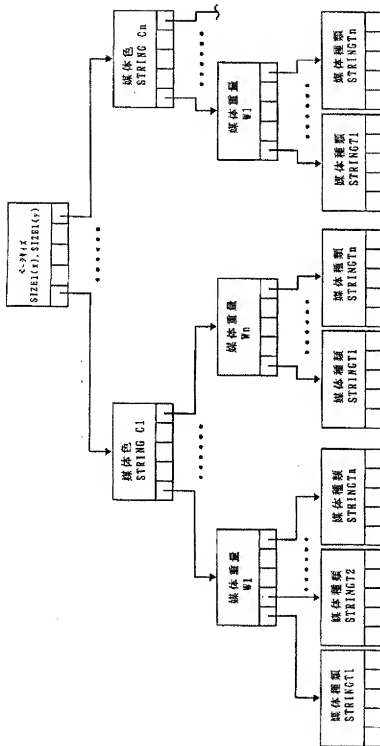 ページサイズ
SIZE1(x),SIZE1(y)
媒体色
STRING C1
媒体色
STRING Cn
媒体重量
W1
媒体重量
Wn
媒体重量
W1
媒体種類
STRINGT1
媒体種類
STRINGT2
媒体種類
STRINGTn
媒体種類
STRINGT1
媒体種類
STRINGTn
媒体種類
STRINGT1
媒体種類
STRINGTn